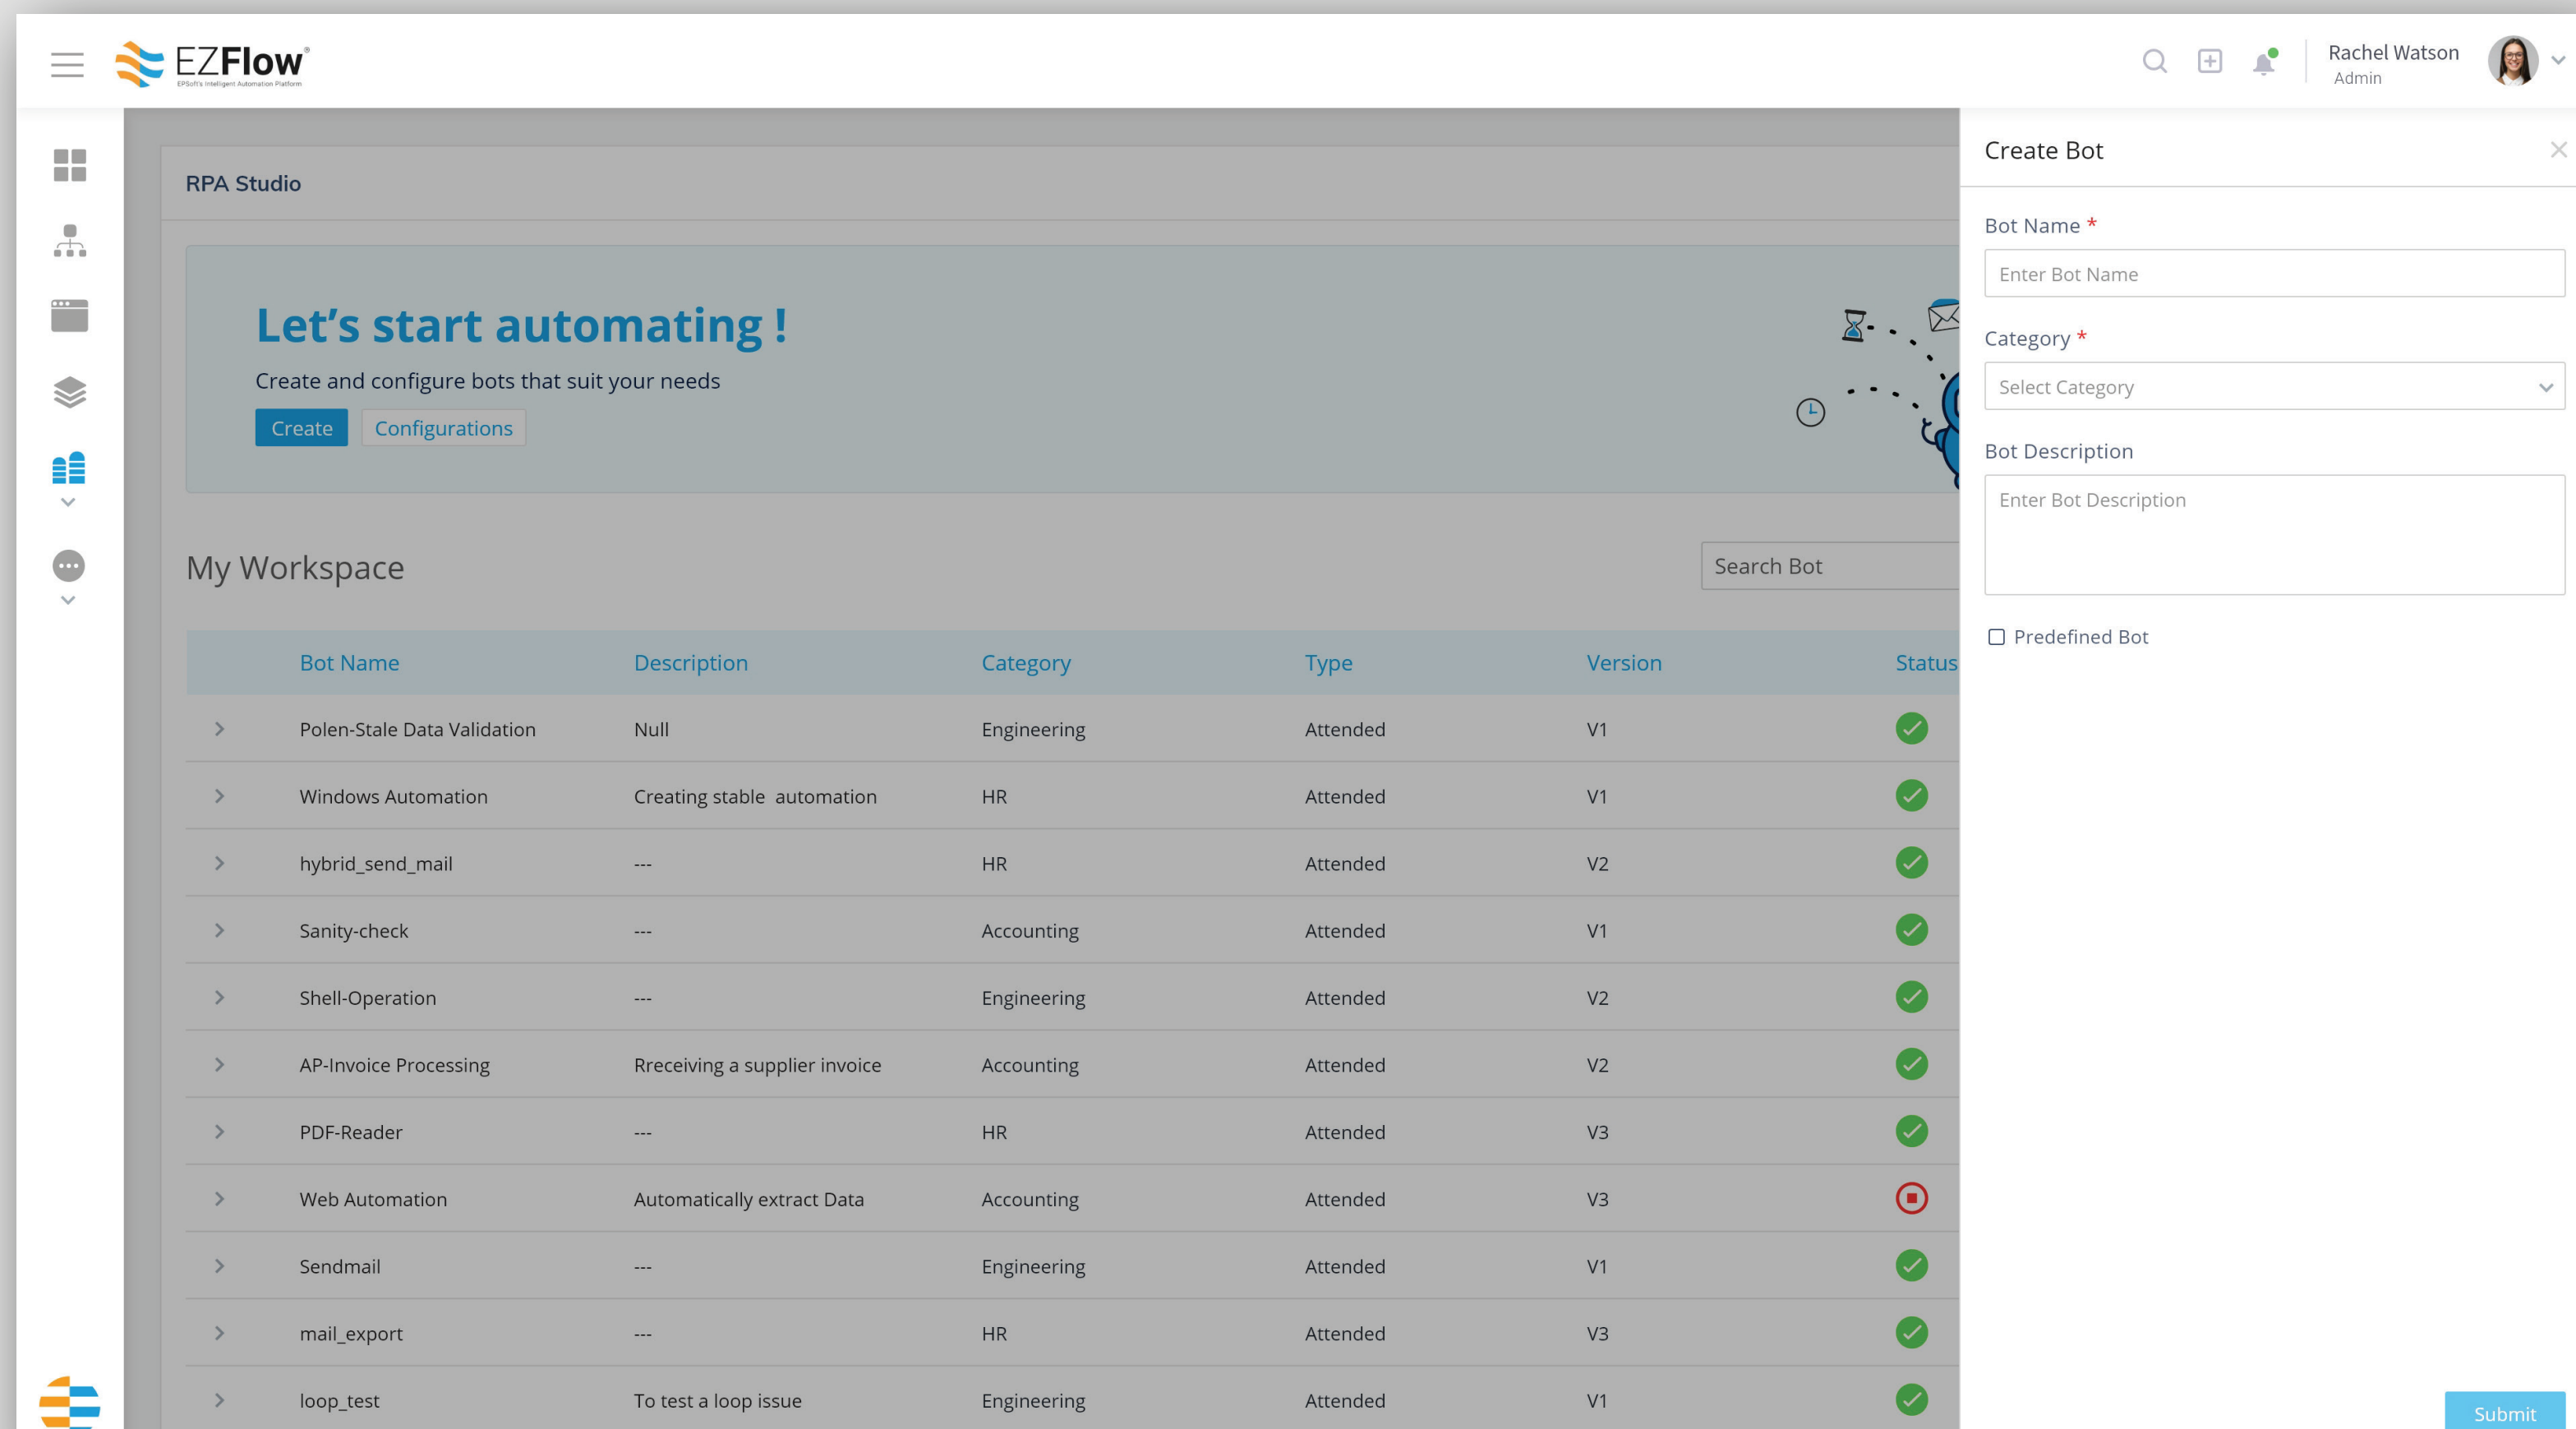 EZFlow®
EPSoft's Intelligent Automation Platform
Rachel Watson
Admin
RPA Studio
Let's start automating !
Create and configure bots that suit your needs
Create Configurations
My Workspace
Search Bot
Bot Name Description Category Type Version Status
Polen-Stale Data Validation Null Engineering Attended V1
Windows Automation Creating stable automation HR Attended V1
hybrid_send_mail --- HR Attended V2
Sanity-check --- Accounting Attended V1
Shell-Operation --- Engineering Attended V2
AP-Invoice Processing Rreceiving a supplier invoice Accounting Attended V2
PDF-Reader --- HR Attended V3
Web Automation Automatically extract Data Accounting Attended V3
Sendmail --- Engineering Attended V1
mail_export --- HR Attended V3
loop_test To test a loop issue Engineering Attended V1
Create Bot
Bot Name *
Enter Bot Name
Category *
Select Category
Bot Description
Enter Bot Description
Predefined Bot
Submit